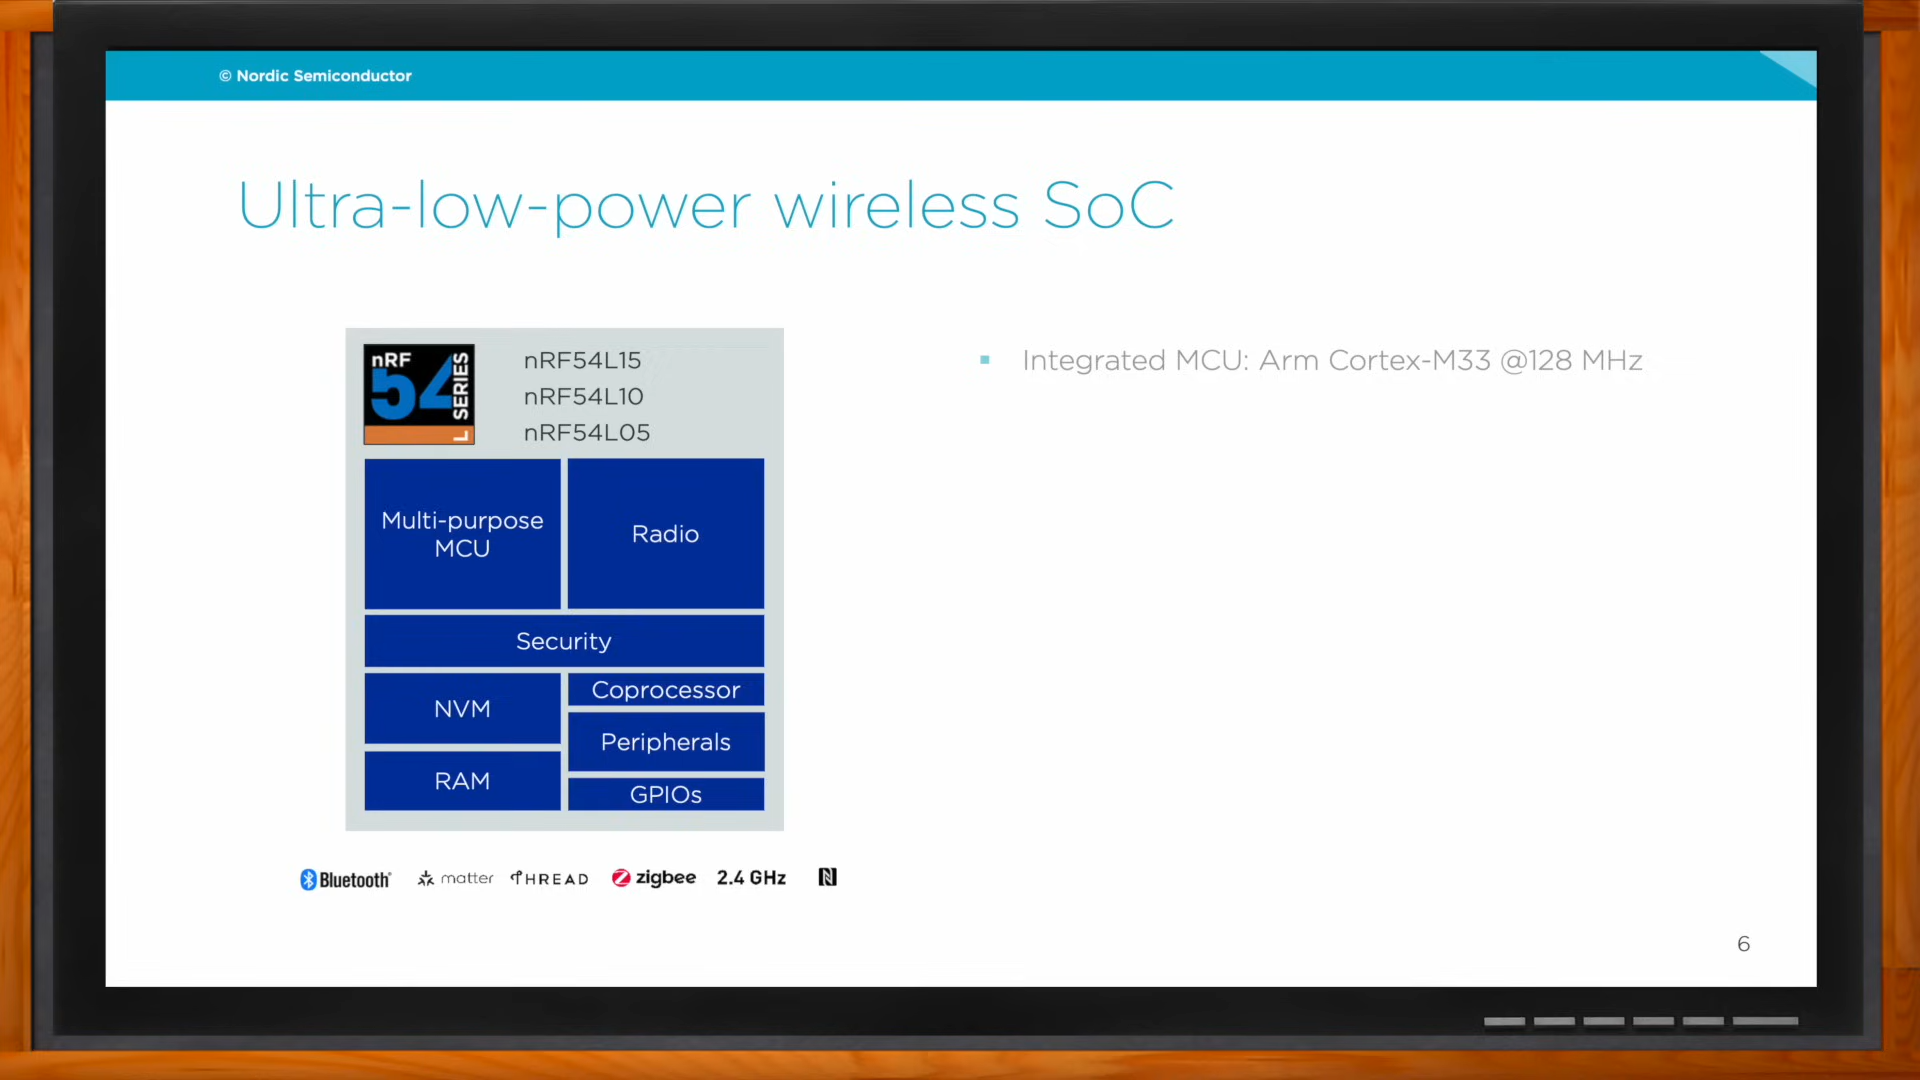 © Nordic Semiconductor
Ultra-low-power wireless SoC
nRF
54
SERIES
L
nRF54L15
nRF54L10
nRF54L05
Multi-purpose
MCU
Radio
Security
NVM
RAM
Coprocessor
Peripherals
GPIOs
Bluetooth®
matter
THREAD
zigbee
2.4 GHz
N
▪ Integrated MCU: Arm Cortex-M33 @128 MHz
6